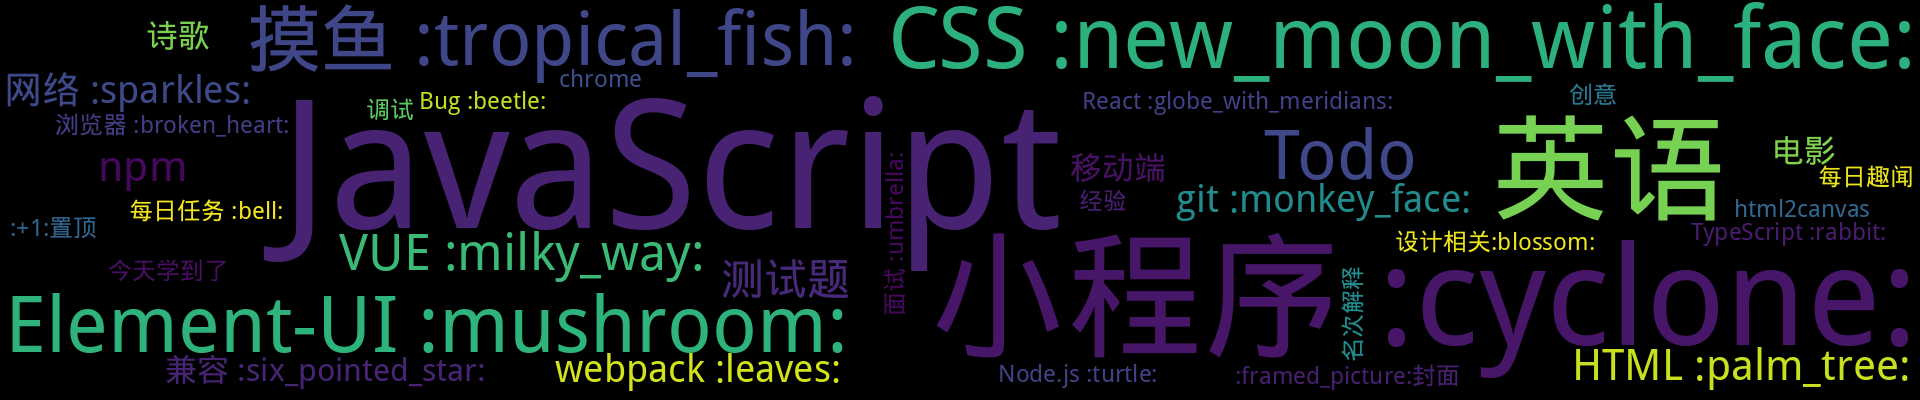 诗歌
摸鱼 :tropical_fish:
CSS :new_moon_with_face:
网络 :sparkles:
chrome
调试
Bug :beetle:
React :globe_with_meridians:
创意
浏览器 :broken_heart:
JavaScript
npm
移动端
Todo
英语
电影
每日趣闻
经验
git :monkey_face:
每日任务 :bell:
:+1:置顶
html2canvas
TypeScript :rabbit:
VUE :milky_way:
面试 :umbrella:
设计相关:blossom:
今天学到了
测试题
小程序 :cyclone:
名次解释
Element-UI :mushroom:
兼容 :six_pointed_star:
webpack :leaves:
Node.js :turtle:
:framed_picture:封面
HTML :palm_tree: